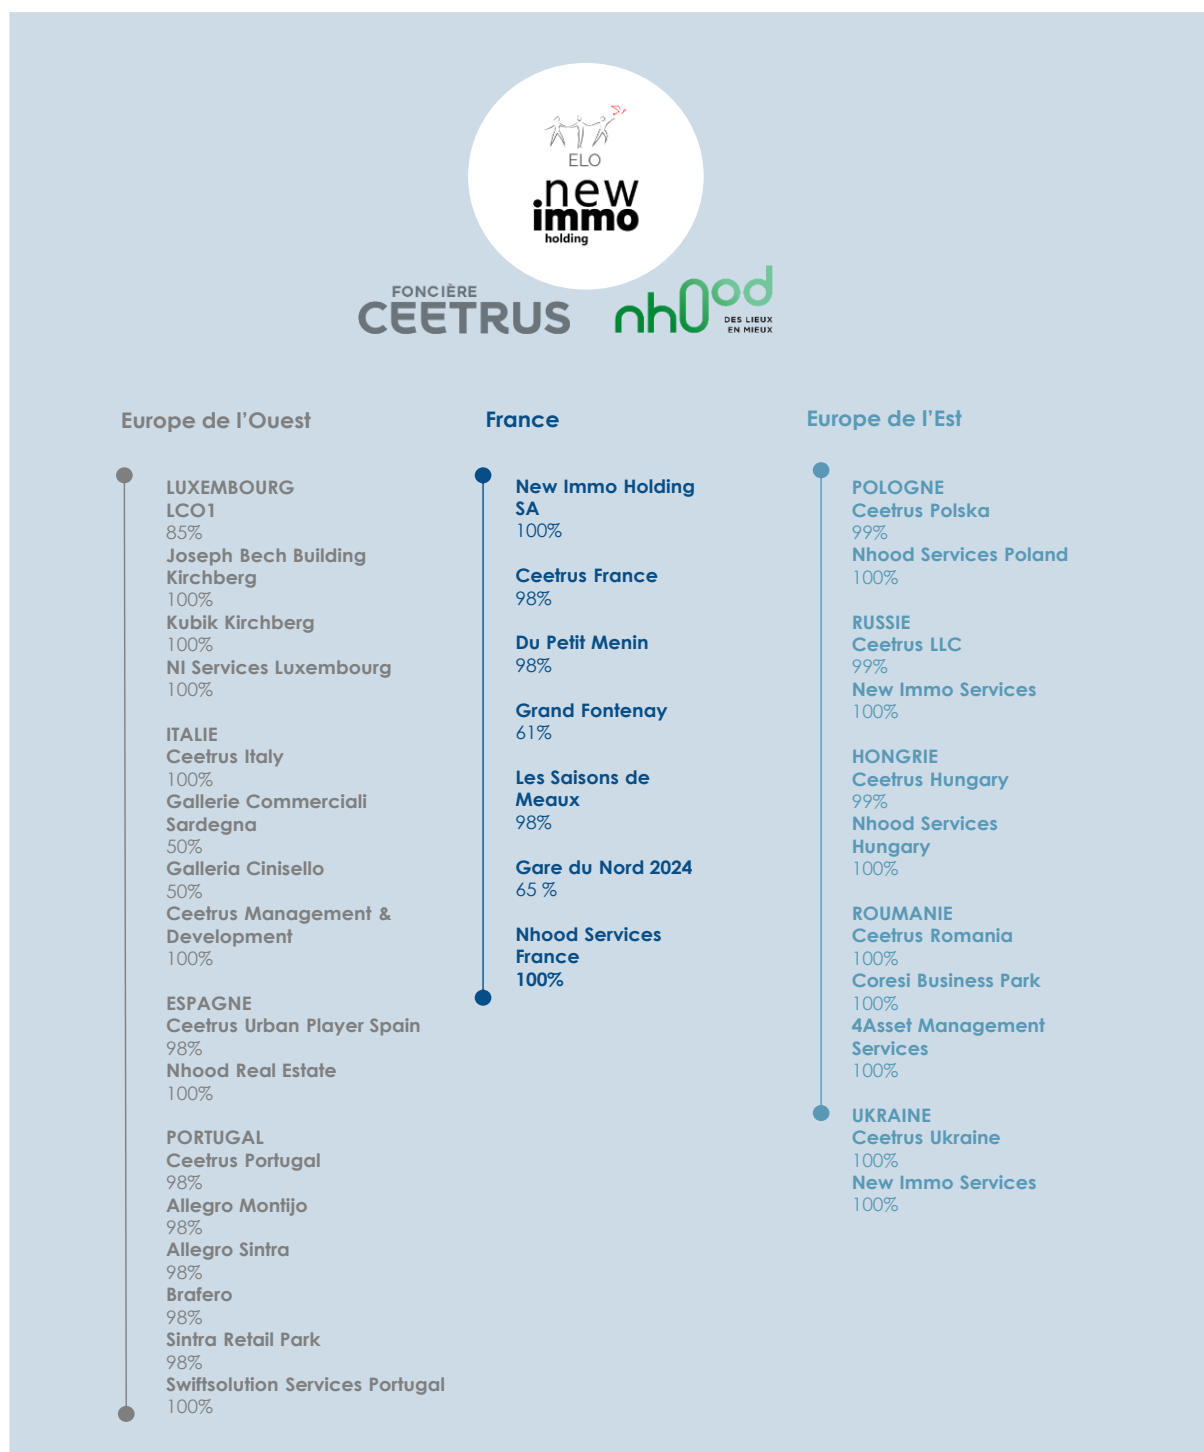 ELO
new
immo
holding
FONCIÈRE
CEETRUS
nhood
DES LIEUX
EN MIEUX
Europe de l’Ouest
LUXEMBOURG
LCO1
85%
Joseph Bech Building
Kirchberg
100%
Kubik Kirchberg
100%
NI Services Luxembourg
100%
ITALIE
Ceetrus Italy
100%
Gallerie Commerciali
Sardegna
50%
Galleria Cinisello
50%
Ceetrus Management &
Development
100%
ESPAGNE
Ceetrus Urban Player Spain
98%
Nhood Real Estate
100%
PORTUGAL
Ceetrus Portugal
98%
Allegro Montijo
98%
Allegro Sintra
98%
Brafero
98%
Sintra Retail Park
98%
Swiftsolution Services Portugal
100%
France
New Immo Holding
SA
100%
Ceetrus France
98%
Du Petit Menin
98%
Grand Fontenay
61%
Les Saisons de
Meaux
98%
Gare du Nord 2024
65 %
Nhood Services
France
100%
Europe de l’Est
POLOGNE
Ceetrus Polska
99%
Nhood Services Poland
100%
RUSSIE
Ceetrus LLC
99%
New Immo Services
100%
HONGRIE
Ceetrus Hungary
99%
Nhood Services
Hungary
100%
ROUMANIE
Ceetrus Romania
100%
Coresi Business Park
100%
4Asset Management
Services
100%
UKRAINE
Ceetrus Ukraine
100%
New Immo Services
100%